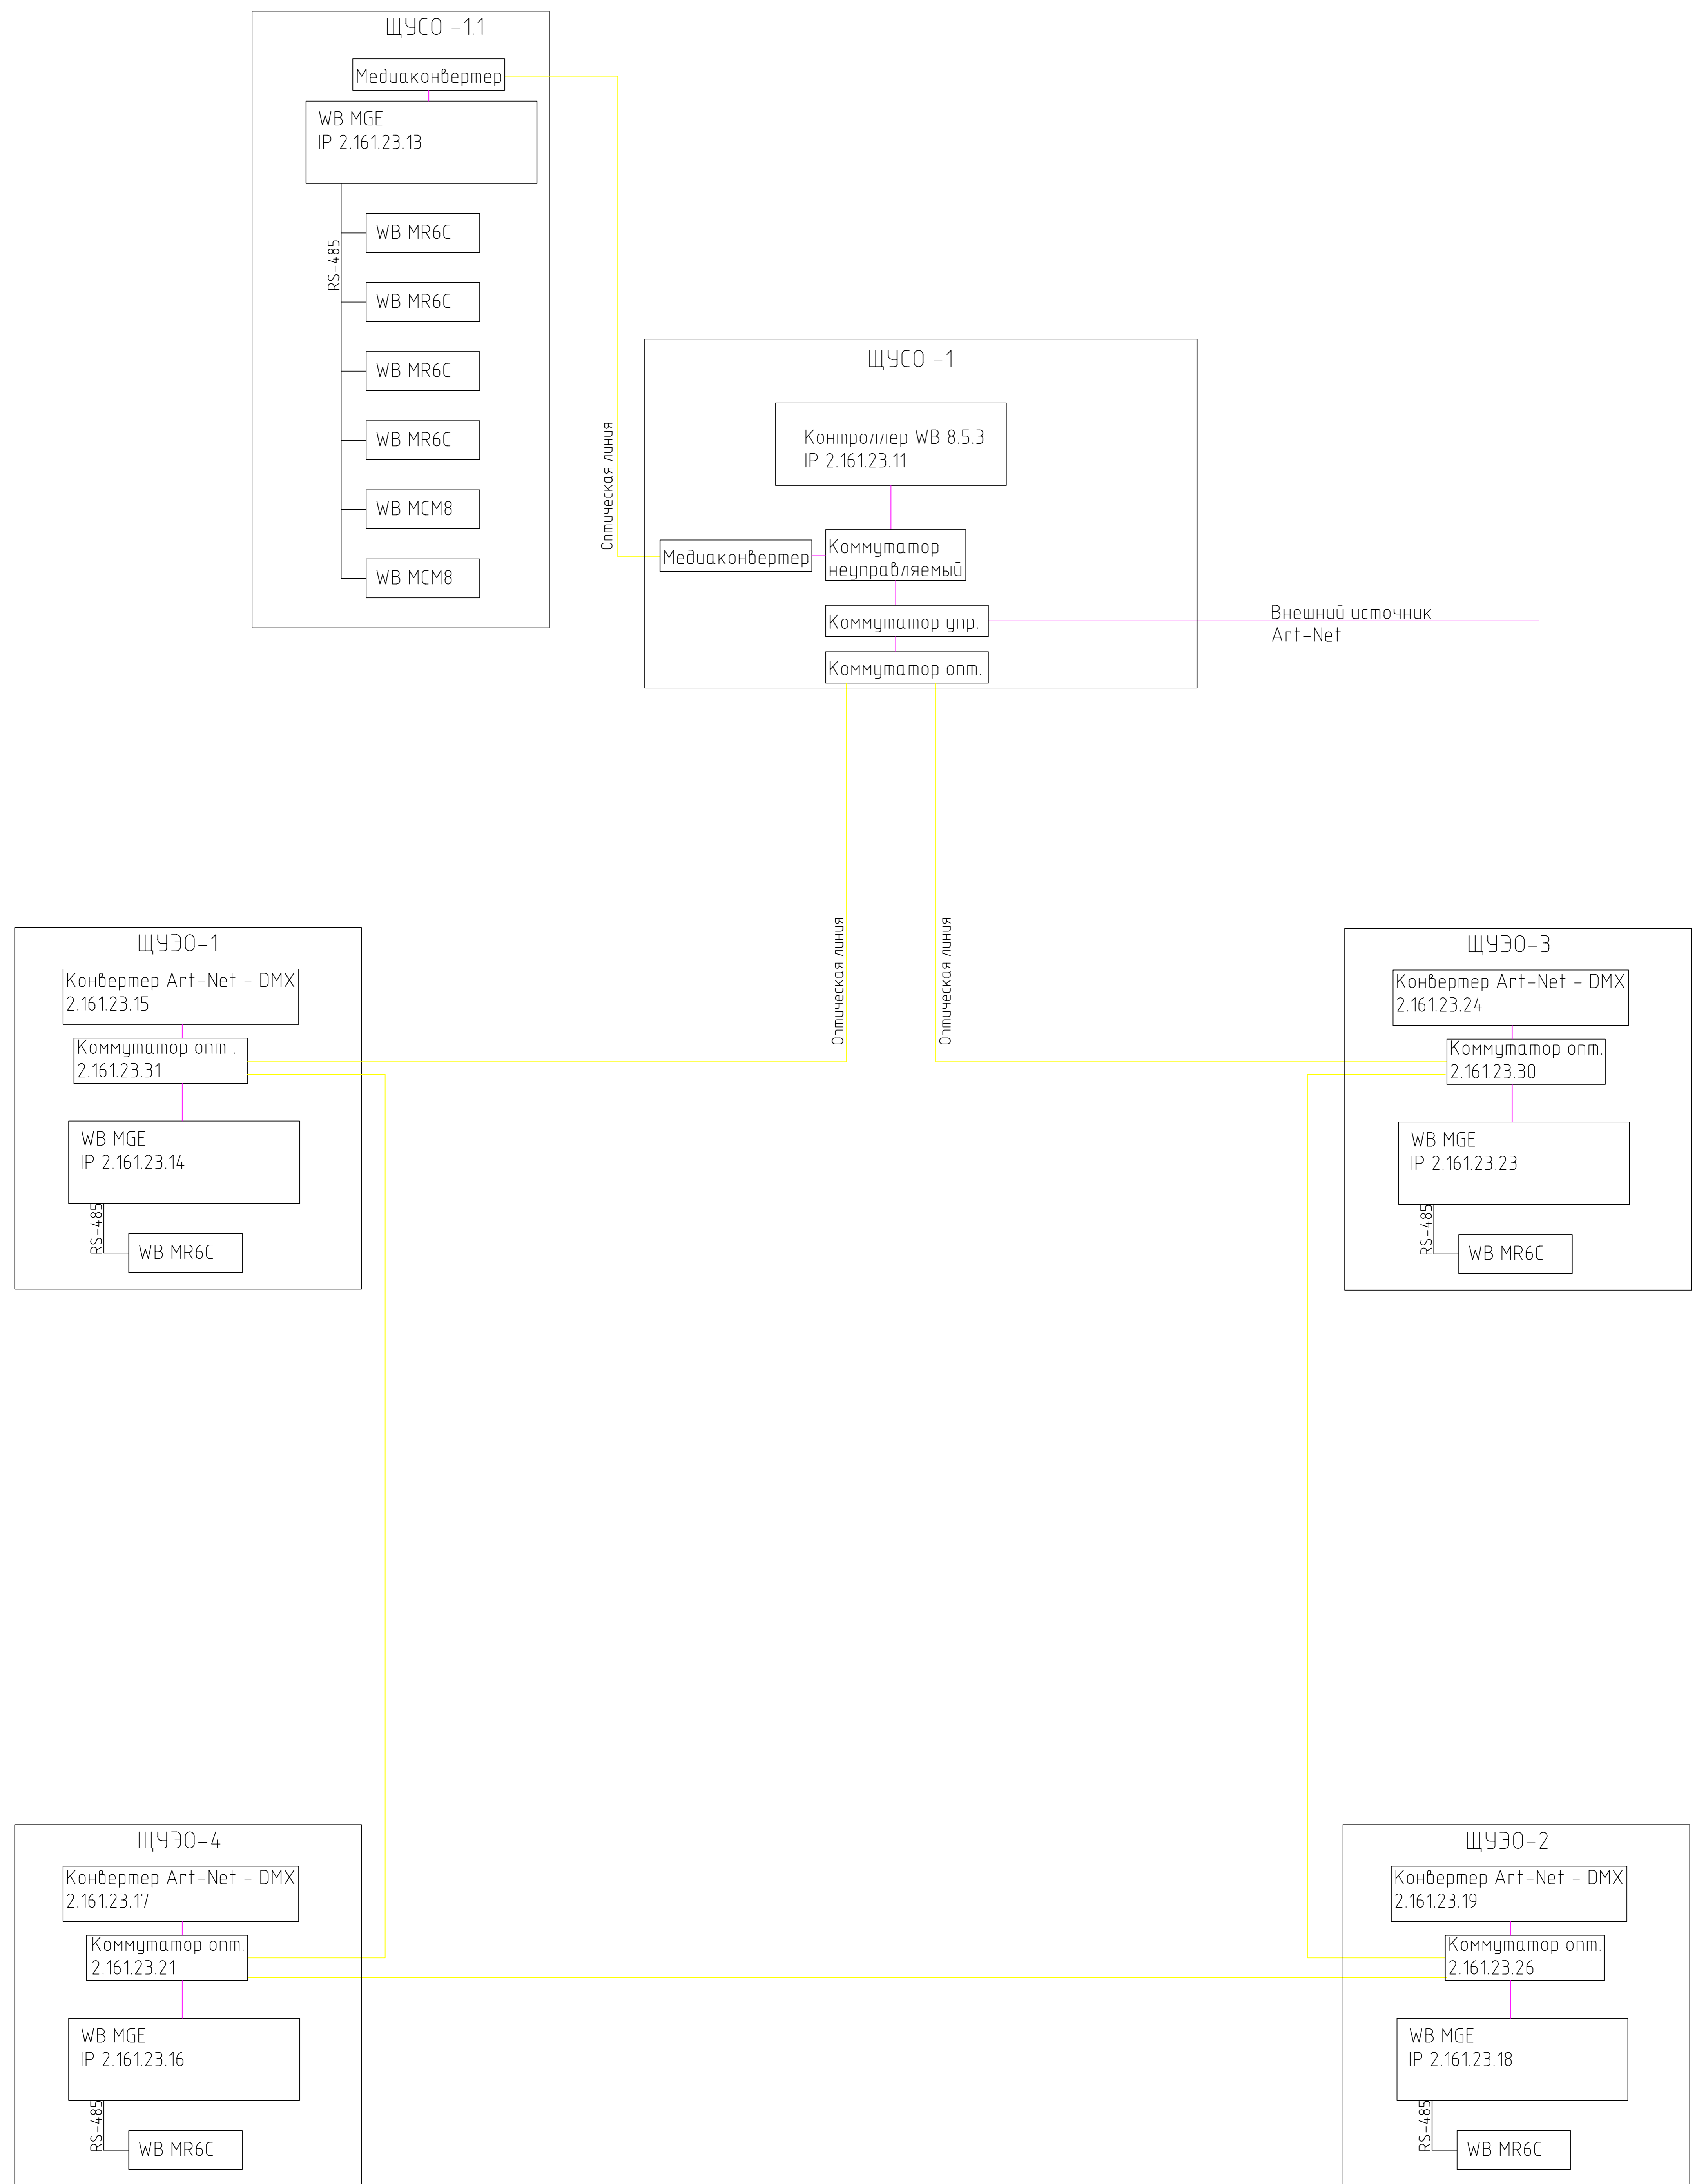 ЩУСО -1.1
Медиаконвертер
WB MGE
IP 2.161.23.13
RS-485
WB MR6C
WB MR6C
WB MR6C
WB MR6C
WB MCM8
WB MCM8
Оптическая линия
ЩУСО -1
Контроллер WB 8.5.3
IP 2.161.23.11
Медиаконвертер
Коммутатор
неуправляемый
Коммутатор упр.
Коммутатор опт.
Внешний источник
Art-Net
Оптическая линия
Оптическая линия
ЩУЭО-1
Конвертер Art-Net - DMX
2.161.23.15
Коммутатор опт .
2.161.23.31
WB MGE
IP 2.161.23.14
RS-485
WB MR6C
ЩУЭО-3
Конвертер Art-Net - DMX
2.161.23.24
Коммутатор опт.
2.161.23.30
WB MGE
IP 2.161.23.23
RS-485
WB MR6C
ЩУЭО-4
Конвертер Art-Net - DMX
2.161.23.17
Коммутатор опт.
2.161.23.21
WB MGE
IP 2.161.23.16
RS-485
WB MR6C
ЩУЭО-2
Конвертер Art-Net - DMX
2.161.23.19
Коммутатор опт.
2.161.23.26
WB MGE
IP 2.161.23.18
RS-485
WB MR6C